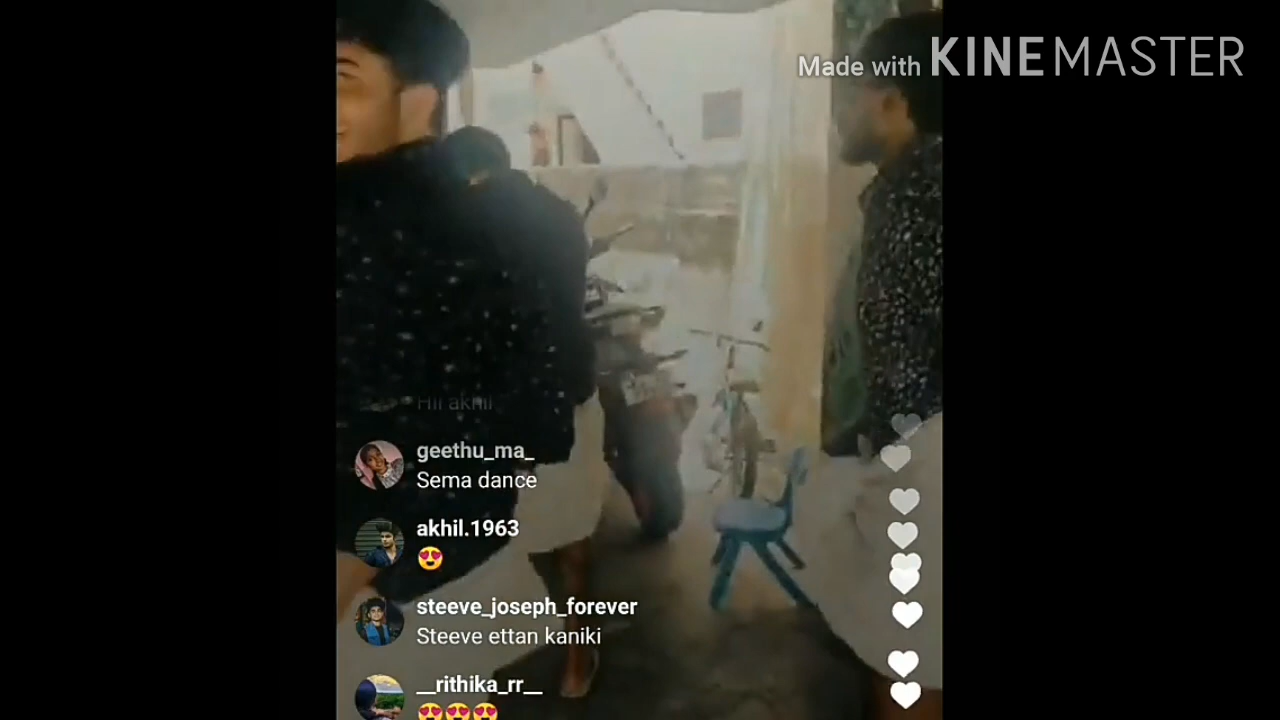 Made with KINEMASTER
Hii akhil
geethu_ma_
Sema dance
akhil.1963
😍
steeve_joseph_forever
Steeve ettan kaniki
__rithika_rr__
😍😍😍